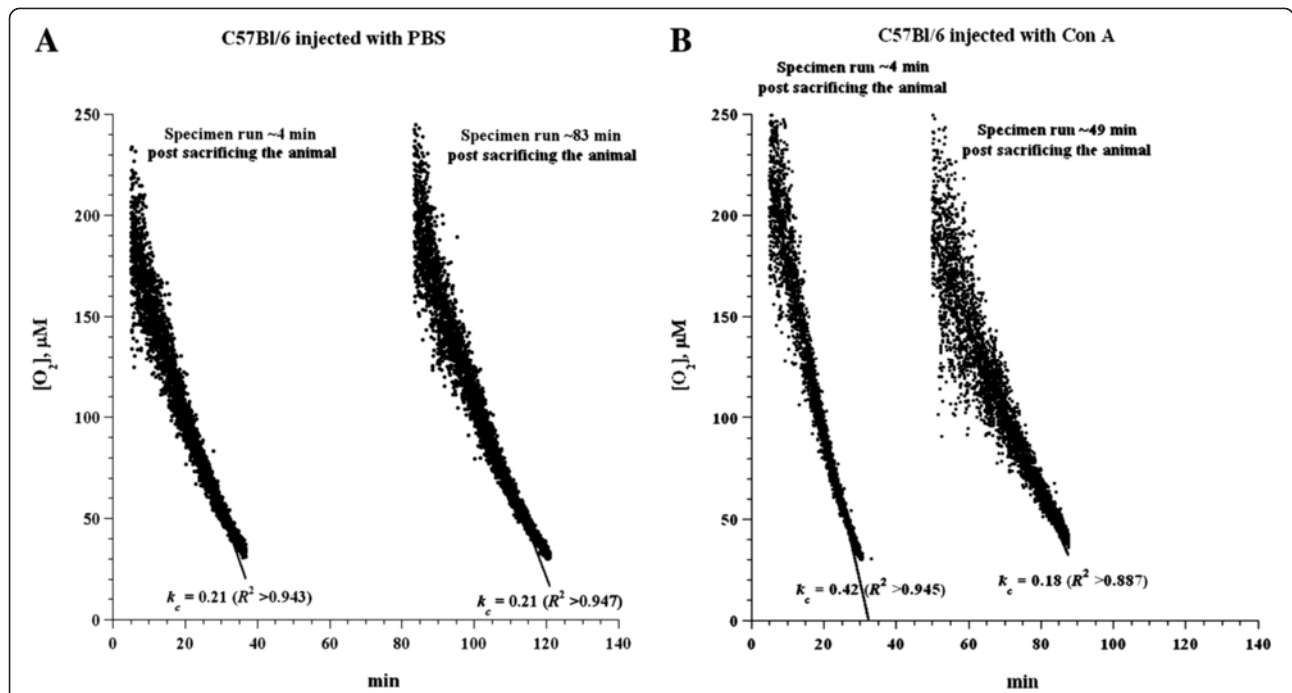 A
C57Bl/6 injected with PBS
Specimen run ~4 min
post sacrificing the animal
Specimen run ~83 min
post sacrificing the animal
250
200
150
100
50
0
[O2], µM
kc = 0.21 (R2 >0.943)
kc = 0.21 (R2 >0.947)
0 20 40 60 80 100 120 140
min
B
C57Bl/6 injected with Con A
Specimen run ~4 min
post sacrificing the animal
Specimen run ~49 min
post sacrificing the animal
250
200
150
100
50
0
[O2], µM
kc = 0.42 (R2 >0.945)
kc = 0.18 (R2 >0.887)
0 20 40 60 80 100 120 140
min